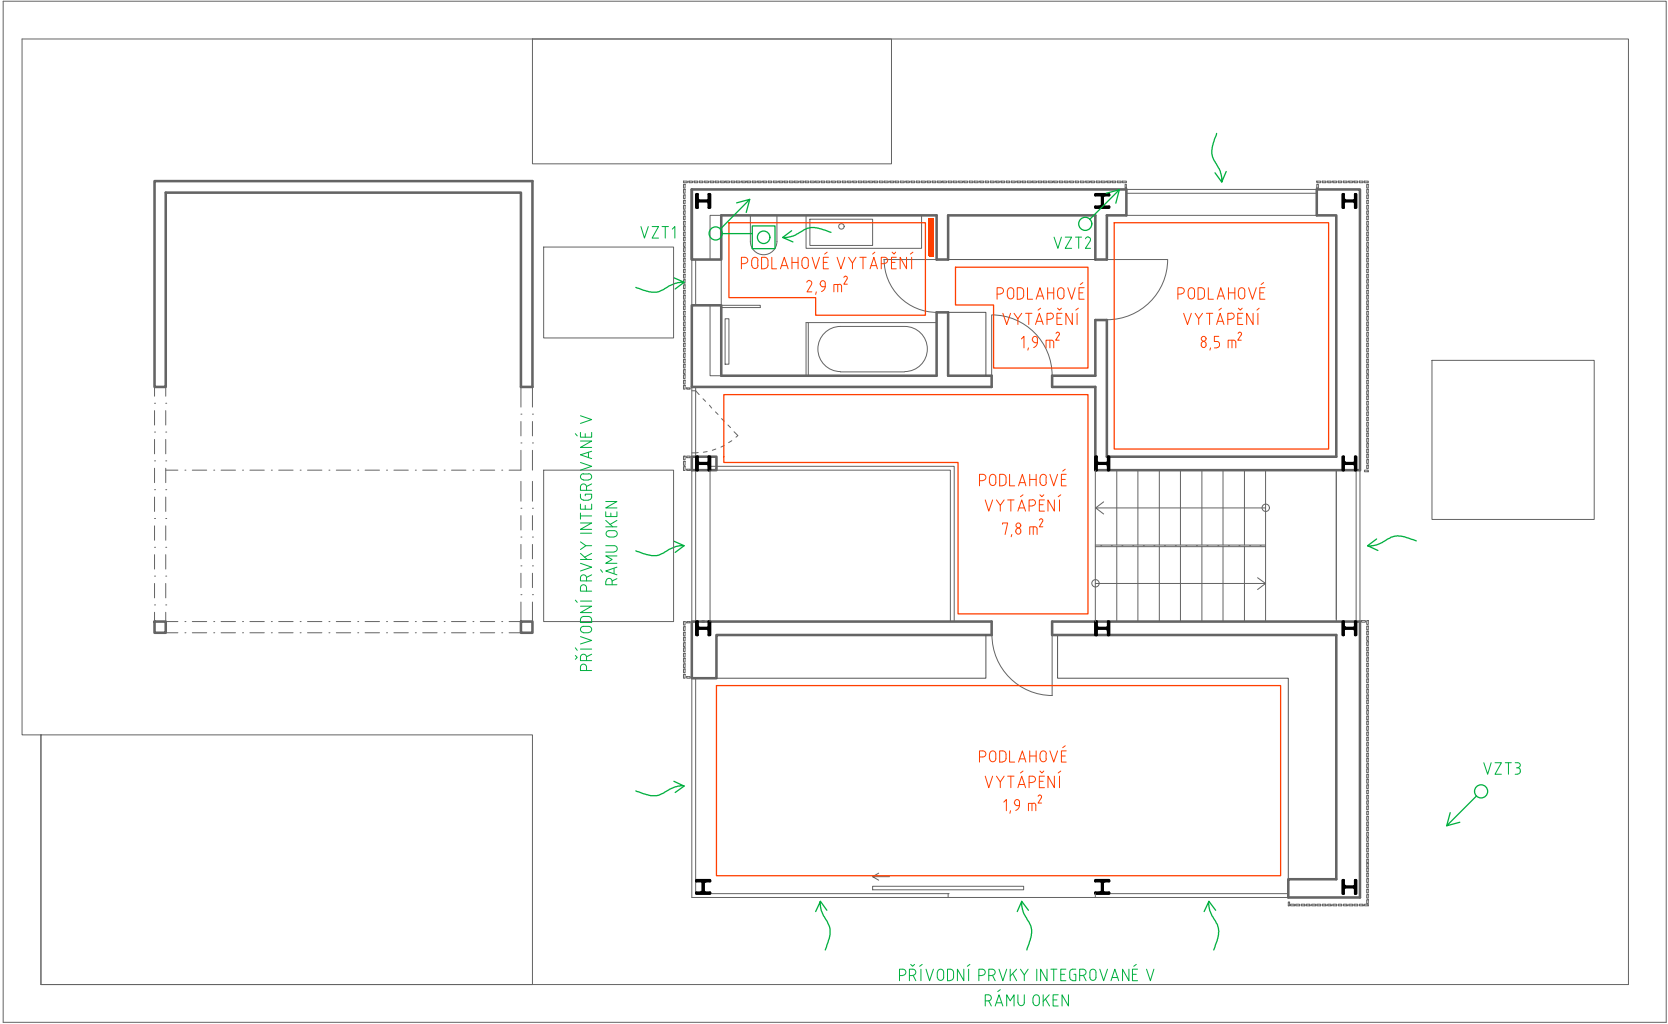 VZT1
PODLAHOVÉ VYTÁPĚNÍ
2,9 m²
VZT2
PODLAHOVÉ
VYTÁPĚNÍ
1,9 m²
PODLAHOVÉ
VYTÁPĚNÍ
8,5 m²
PŘÍVODNÍ PRVKY INTEGROVANÉ V
RÁMU OKEN
PODLAHOVÉ
VYTÁPĚNÍ
7,8 m²
PODLAHOVÉ
VYTÁPĚNÍ
1,9 m²
VZT3
PŘÍVODNÍ PRVKY INTEGROVANÉ V
RÁMU OKEN